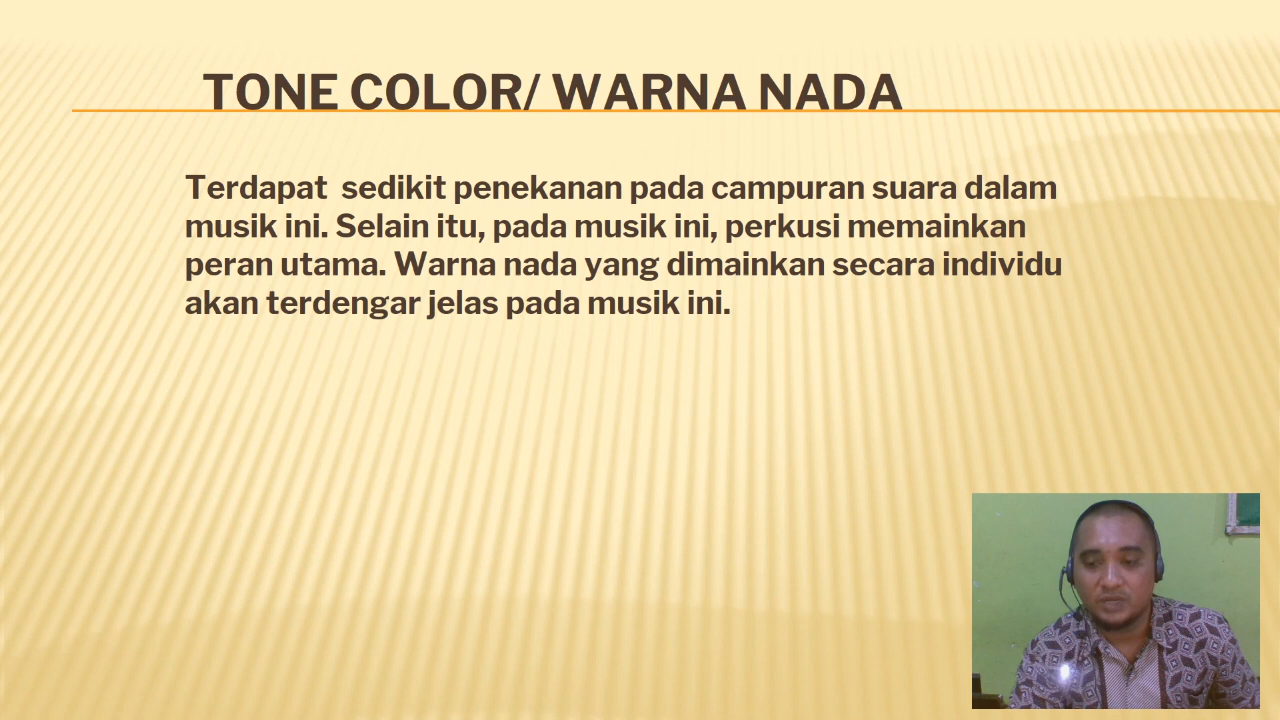 TONE COLOR/ WARNA NADA
Terdapat  sedikit penekanan pada campuran suara dalam
musik ini. Selain itu, pada musik ini, perkusi memainkan
peran utama. Warna nada yang dimainkan secara individu
akan terdengar jelas pada musik ini.